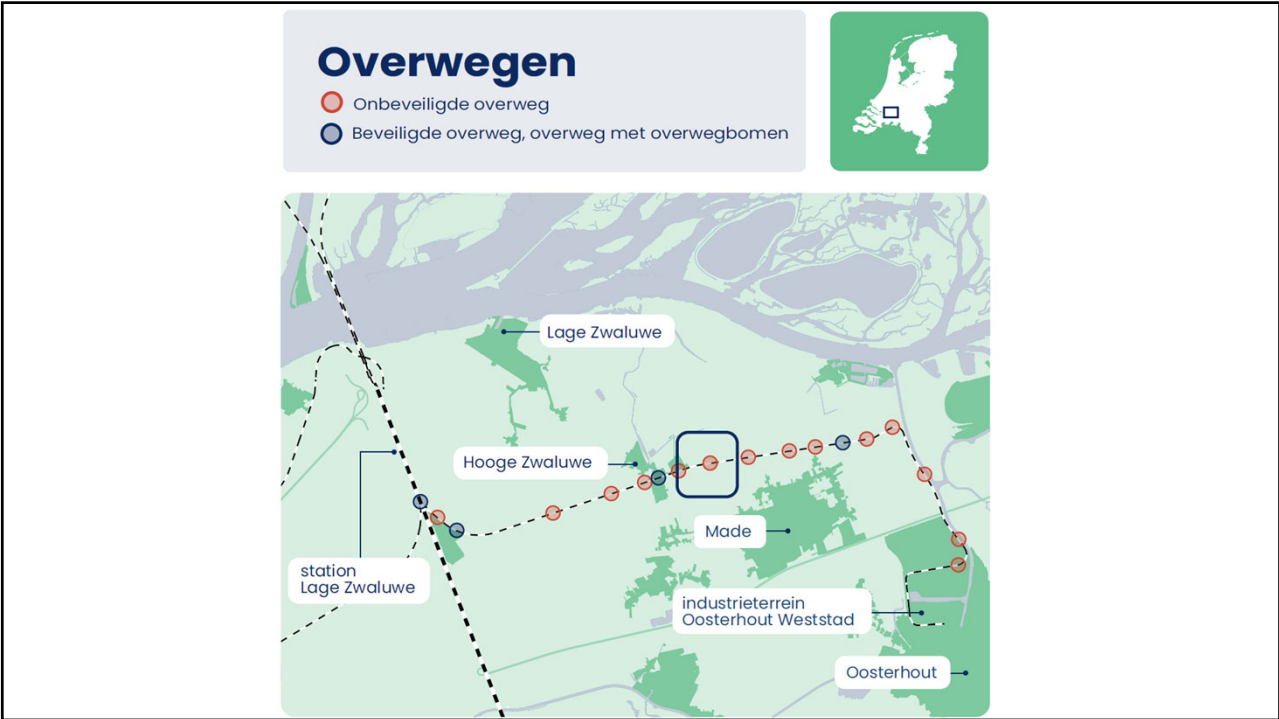 Overwegen
Onbeveiligde overweg
Beveiligde overweg, overweg met overwegbomen
Lage Zwaluwe
Hooge Zwaluwe
Made
station
Lage Zwaluwe
industrieterrein
Oosterhout Weststad
Oosterhout